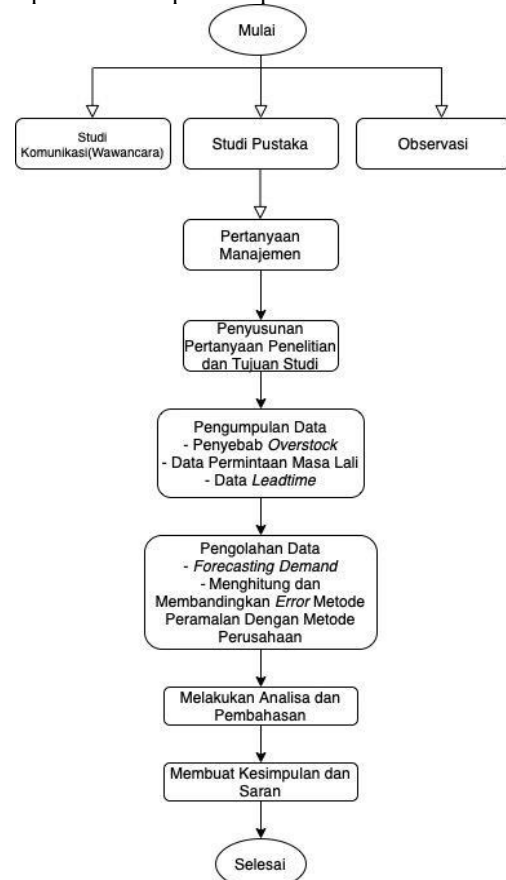 Mulai
Studi
Komunikasi(Wawancara)
Studi Pustaka
Observasi
Pertanyaan
Manajemen
Penyusunan
Pertanyaan Penelitian
dan Tujuan Studi
Pengumpulan Data
- Penyebab Overstock
- Data Permintaan Masa Lali
- Data Leadtime
Pengolahan Data
- Forecasting Demand
- Menghitung dan
Membandingkan Error Metode
Peramalan Dengan Metode
Perusahaan
Melakukan Analisa dan
Pembahasan
Membuat Kesimpulan dan
Saran
Selesai